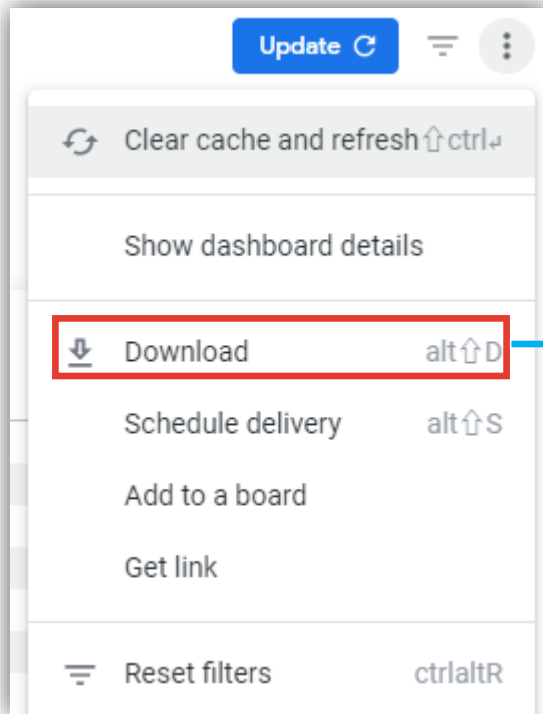 Update
Clear cache and refresh ⇧ctrl↵
Show dashboard details
Download alt⇧D
Schedule delivery alt⇧S
Add to a board
Get link
Reset filters ctrlaltR